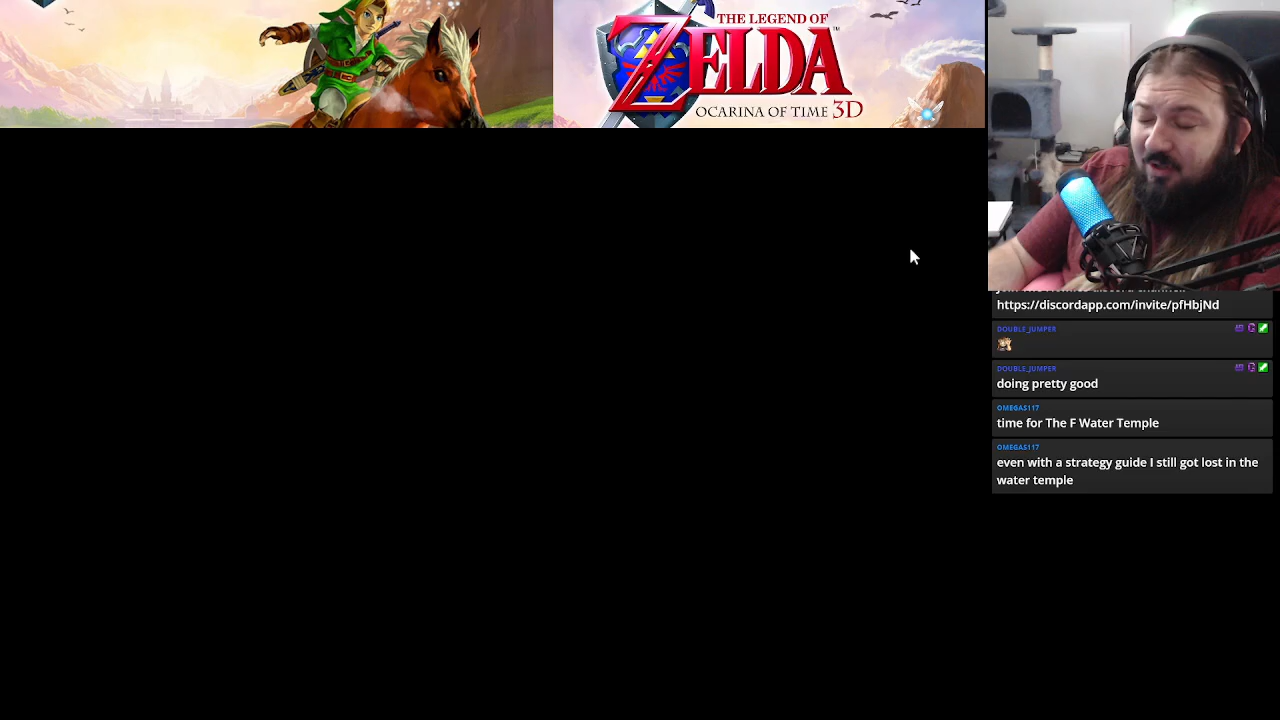 THE LEGEND OF
ZELDA
OCARINA OF TIME 3D
https://discordapp.com/invite/pfHbjNd
DOUBLE_JUMPER
DOUBLE_JUMPER
doing pretty good
OMEGAS117
time for The F Water Temple
OMEGAS117
even with a strategy guide I still got lost in the
water temple